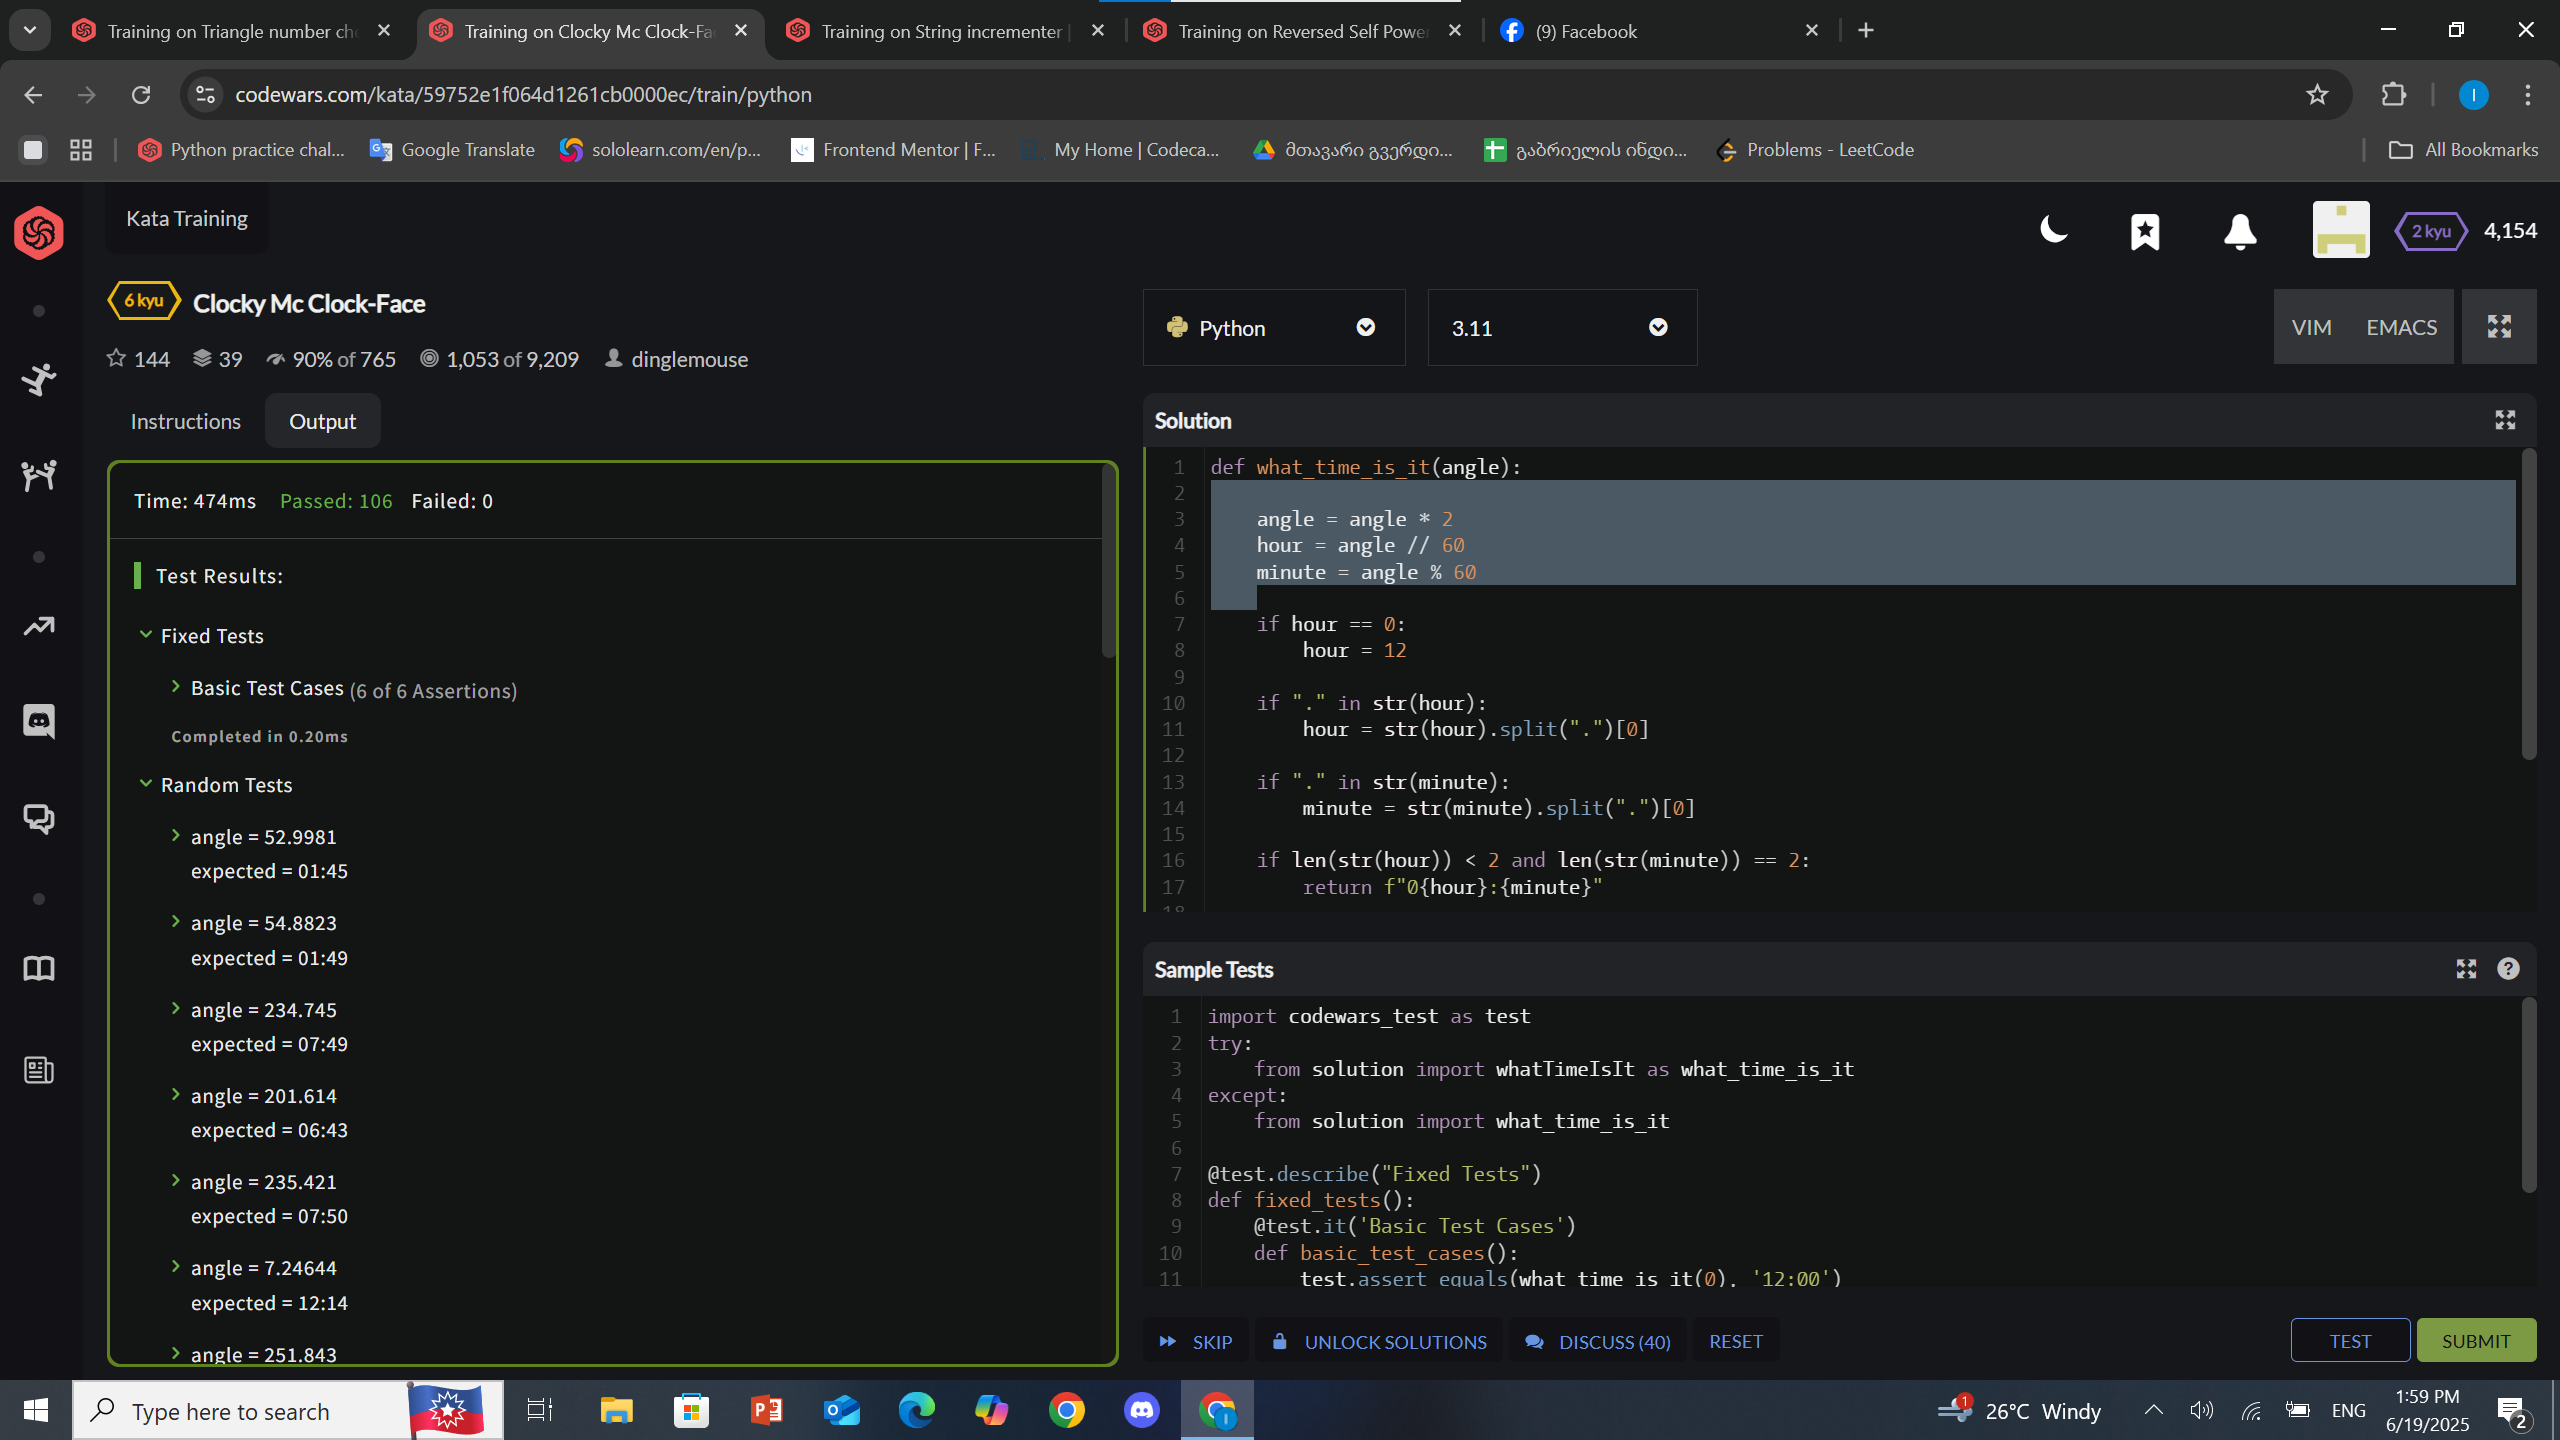 Training on Triangle number che
Training on Clocky Mc Clock-Fa
Training on String incrementer |
Training on Reversed Self Power
(9) Facebook
codewars.com/kata/59752e1f064d1261cb0000ec/train/python
Python practice chal...
Google Translate
sololearn.com/en/p...
Frontend Mentor | F...
My Home | Codeca...
მთავარი გვერდი...
გაბრიელის ინდი...
Problems - LeetCode
All Bookmarks
Kata Training
2 kyu
4,154
6 kyu
Clocky Mc Clock-Face
144
39
90% of 765
1,053 of 9,209
dinglemouse
Python
3.11
VIM
EMACS
Instructions
Output
Time: 474ms Passed: 106 Failed: 0
Test Results:
Fixed Tests
Basic Test Cases (6 of 6 Assertions)
Completed in 0.20ms
Random Tests
angle = 52.9981
expected = 01:45
angle = 54.8823
expected = 01:49
angle = 234.745
expected = 07:49
angle = 201.614
expected = 06:43
angle = 235.421
expected = 07:50
angle = 7.24644
expected = 12:14
angle = 251.843
Solution
1 def what_time_is_it(angle):
2
3 angle = angle * 2
4 hour = angle // 60
5 minute = angle % 60
6
7 if hour == 0:
8 hour = 12
9
10 if "." in str(hour):
11 hour = str(hour).split(".")[0]
12
13 if "." in str(minute):
14 minute = str(minute).split(".")[0]
15
16 if len(str(hour)) < 2 and len(str(minute)) == 2:
17 return f"0{hour}:{minute}"
18
Sample Tests
1 import codewars_test as test
2 try:
3 from solution import whatTimeIsIt as what_time_is_it
4 except:
5 from solution import what_time_is_it
6
7 @test.describe("Fixed Tests")
8 def fixed_tests():
9 @test.it('Basic Test Cases')
10 def basic_test_cases():
11 test.assert_equals(what_time_is_it(0), '12:00')
SKIP
UNLOCK SOLUTIONS
DISCUSS (40)
RESET
TEST
SUBMIT
Type here to search
1
26°C Windy
ENG
1:59 PM
6/19/2025
2